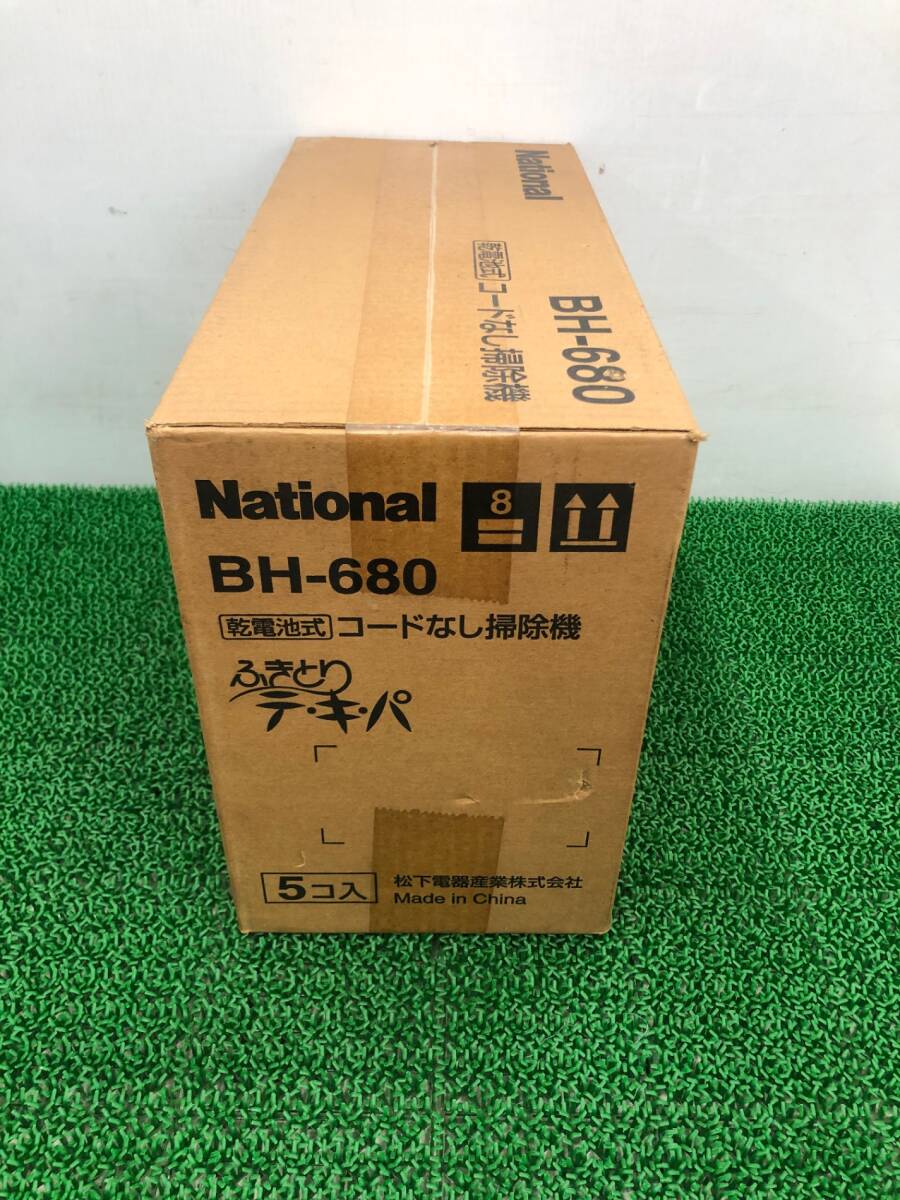 National
BH-680
乾電池式 コードなし掃除機
National 8
BH-680
乾電池式 コードなし掃除機
ふきとり
テ・キ・パ
5コ入
松下電器産業株式会社
Made in China